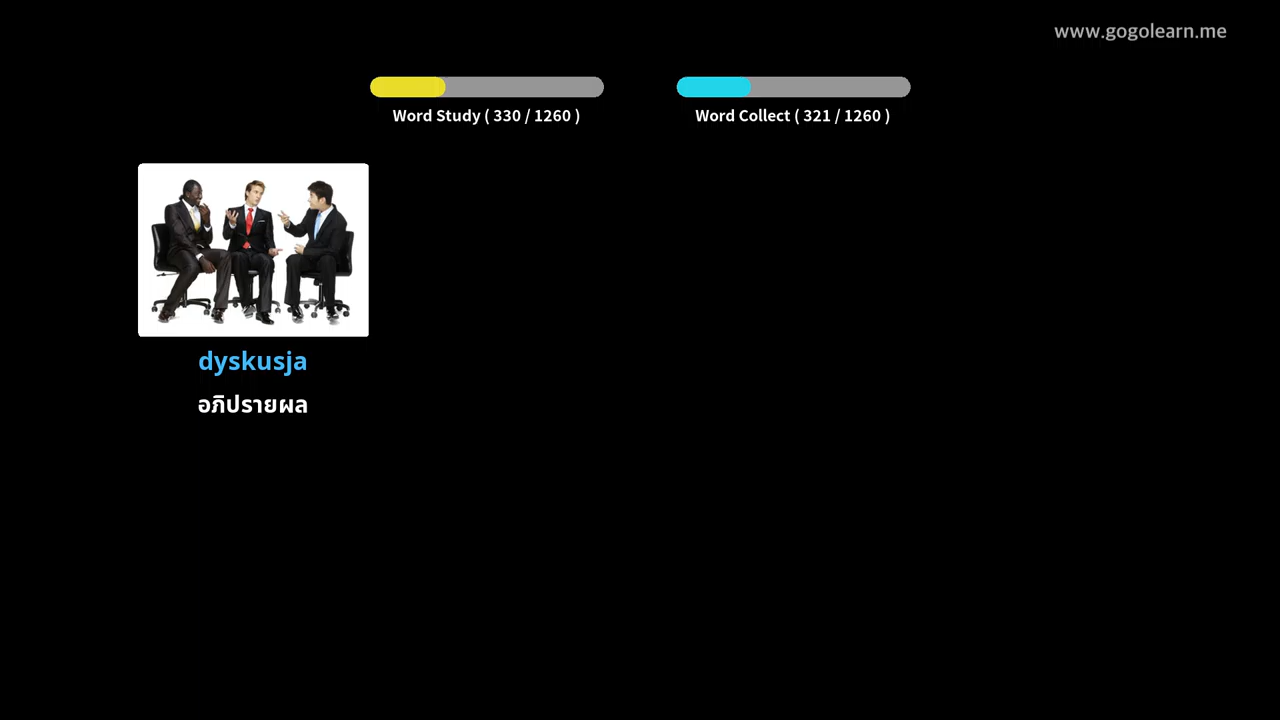 www.gogolearn.me
Word Study ( 330 / 1260 )
Word Collect ( 321 / 1260 )
dyskusja
อภิปรายผล